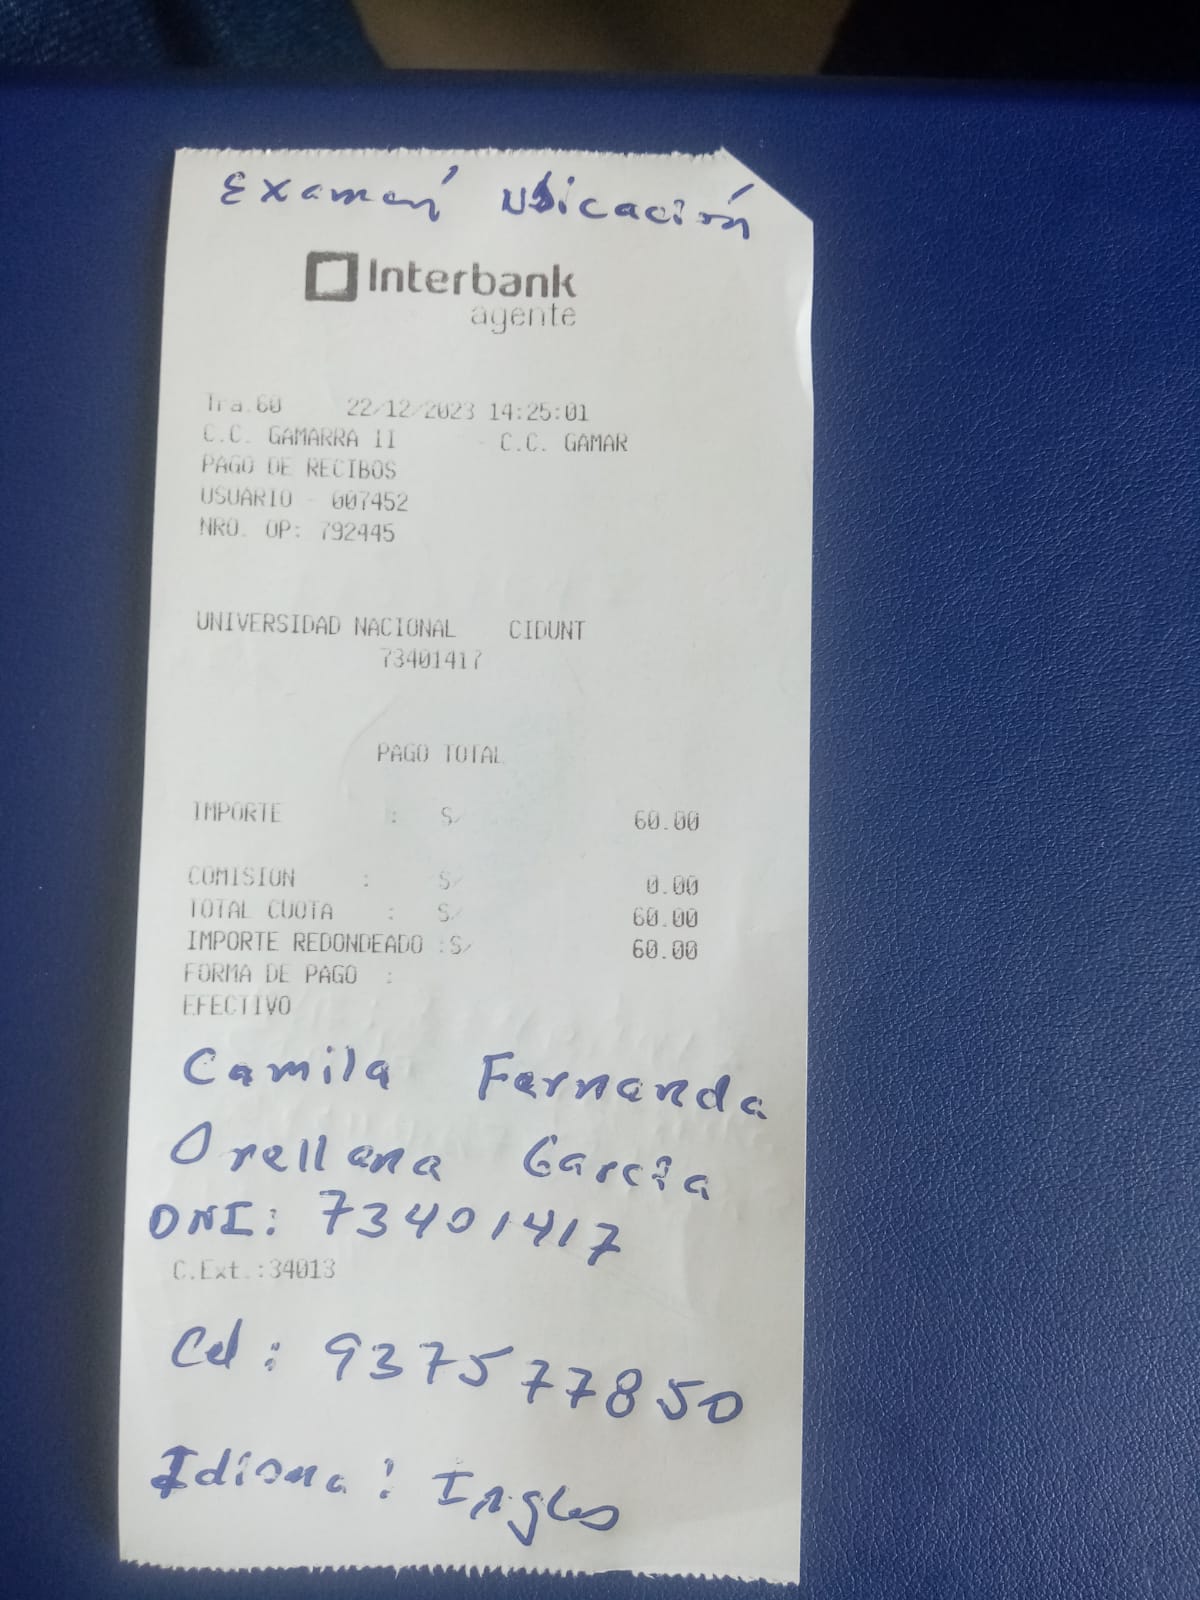 Examen Ubicación
Interbank
agente
Tra.60 22/12/2023 14:25:01
C.C. GAMARRA II - C.C. GAMAR
PAGO DE RECIBOS
USUARIO - 007452
NRO. OP: 792445
UNIVERSIDAD NACIONAL CIDUNT
73401417
PAGO TOTAL
IMPORTE : S/ 60.00
COMISION : S/ 0.00
TOTAL CUOTA : S/ 60.00
IMPORTE REDONDEADO :S/ 60.00
FORMA DE PAGO :
EFECTIVO
Camila Fernanda
Orellana García
DNI: 73401417
C.Ext.:34013
Cel : 937577850
Idioma : Ingles